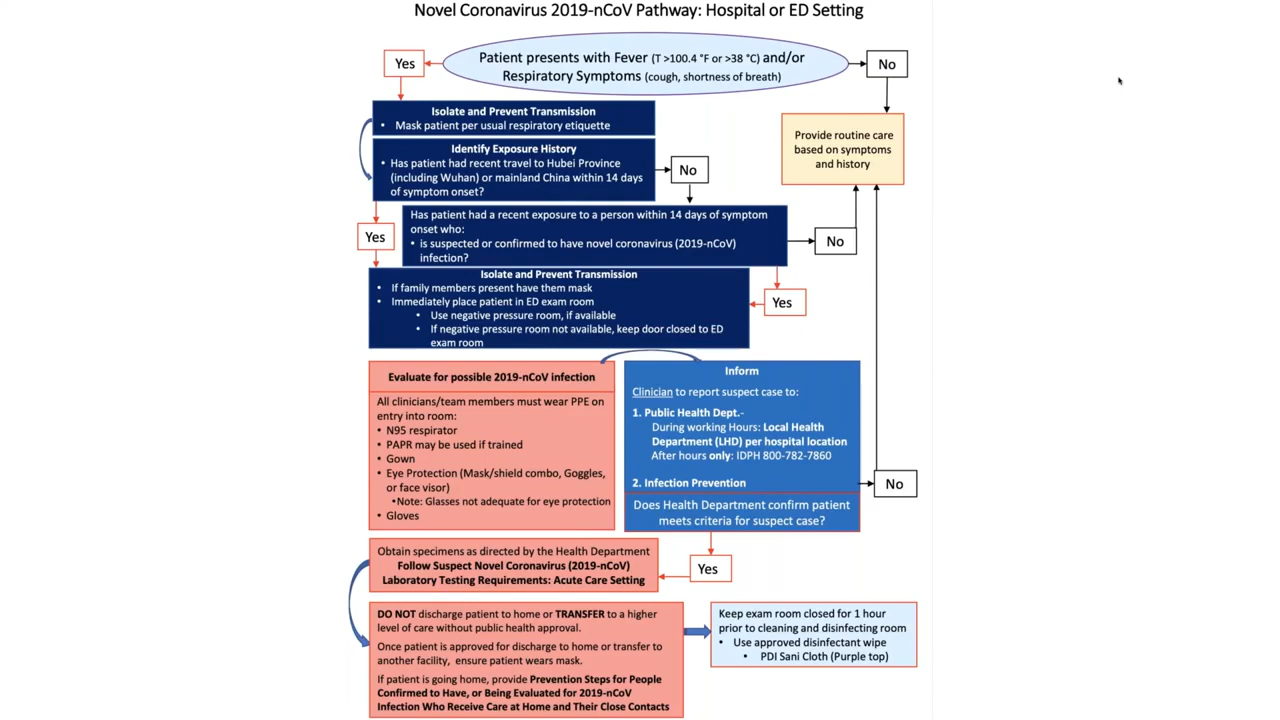 Novel Coronavirus 2019-nCoV Pathway: Hospital or ED Setting
Patient presents with Fever (T >100.4 °F or >38 °C) and/or
Respiratory Symptoms (cough, shortness of breath)
Yes
No
Isolate and Prevent Transmission
• Mask patient per usual respiratory etiquette
Provide routine care
based on symptoms
and history
Identify Exposure History
• Has patient had recent travel to Hubei Province
(including Wuhan) or mainland China within 14 days
of symptom onset?
No
Yes
Has patient had a recent exposure to a person within 14 days of symptom
onset who:
• is suspected or confirmed to have novel coronavirus (2019-nCoV)
infection?
No
Yes
Isolate and Prevent Transmission
• If family members present have them mask
• Immediately place patient in ED exam room
• Use negative pressure room, if available
• If negative pressure room not available, keep door closed to ED
exam room
Evaluate for possible 2019-nCoV infection
All clinicians/team members must wear PPE on
entry into room:
• N95 respirator
• PAPR may be used if trained
• Gown
• Eye Protection (Mask/shield combo, Goggles,
or face visor)
•Note: Glasses not adequate for eye protection
• Gloves
Inform
Clinician to report suspect case to:
1. Public Health Dept.-
During working Hours: Local Health
Department (LHD) per hospital location
After hours only: IDPH 800-782-7860
2. Infection Prevention
Does Health Department confirm patient
meets criteria for suspect case?
No
Yes
Obtain specimens as directed by the Health Department
Follow Suspect Novel Coronavirus (2019-nCoV)
Laboratory Testing Requirements: Acute Care Setting
DO NOT discharge patient to home or TRANSFER to a higher
level of care without public health approval.
Once patient is approved for discharge to home or transfer to
another facility, ensure patient wears mask.
If patient is going home, provide Prevention Steps for People
Confirmed to Have, or Being Evaluated for 2019-nCoV
Infection Who Receive Care at Home and Their Close Contacts
Keep exam room closed for 1 hour
prior to cleaning and disinfecting room
• Use approved disinfectant wipe
• PDI Sani Cloth (Purple top)